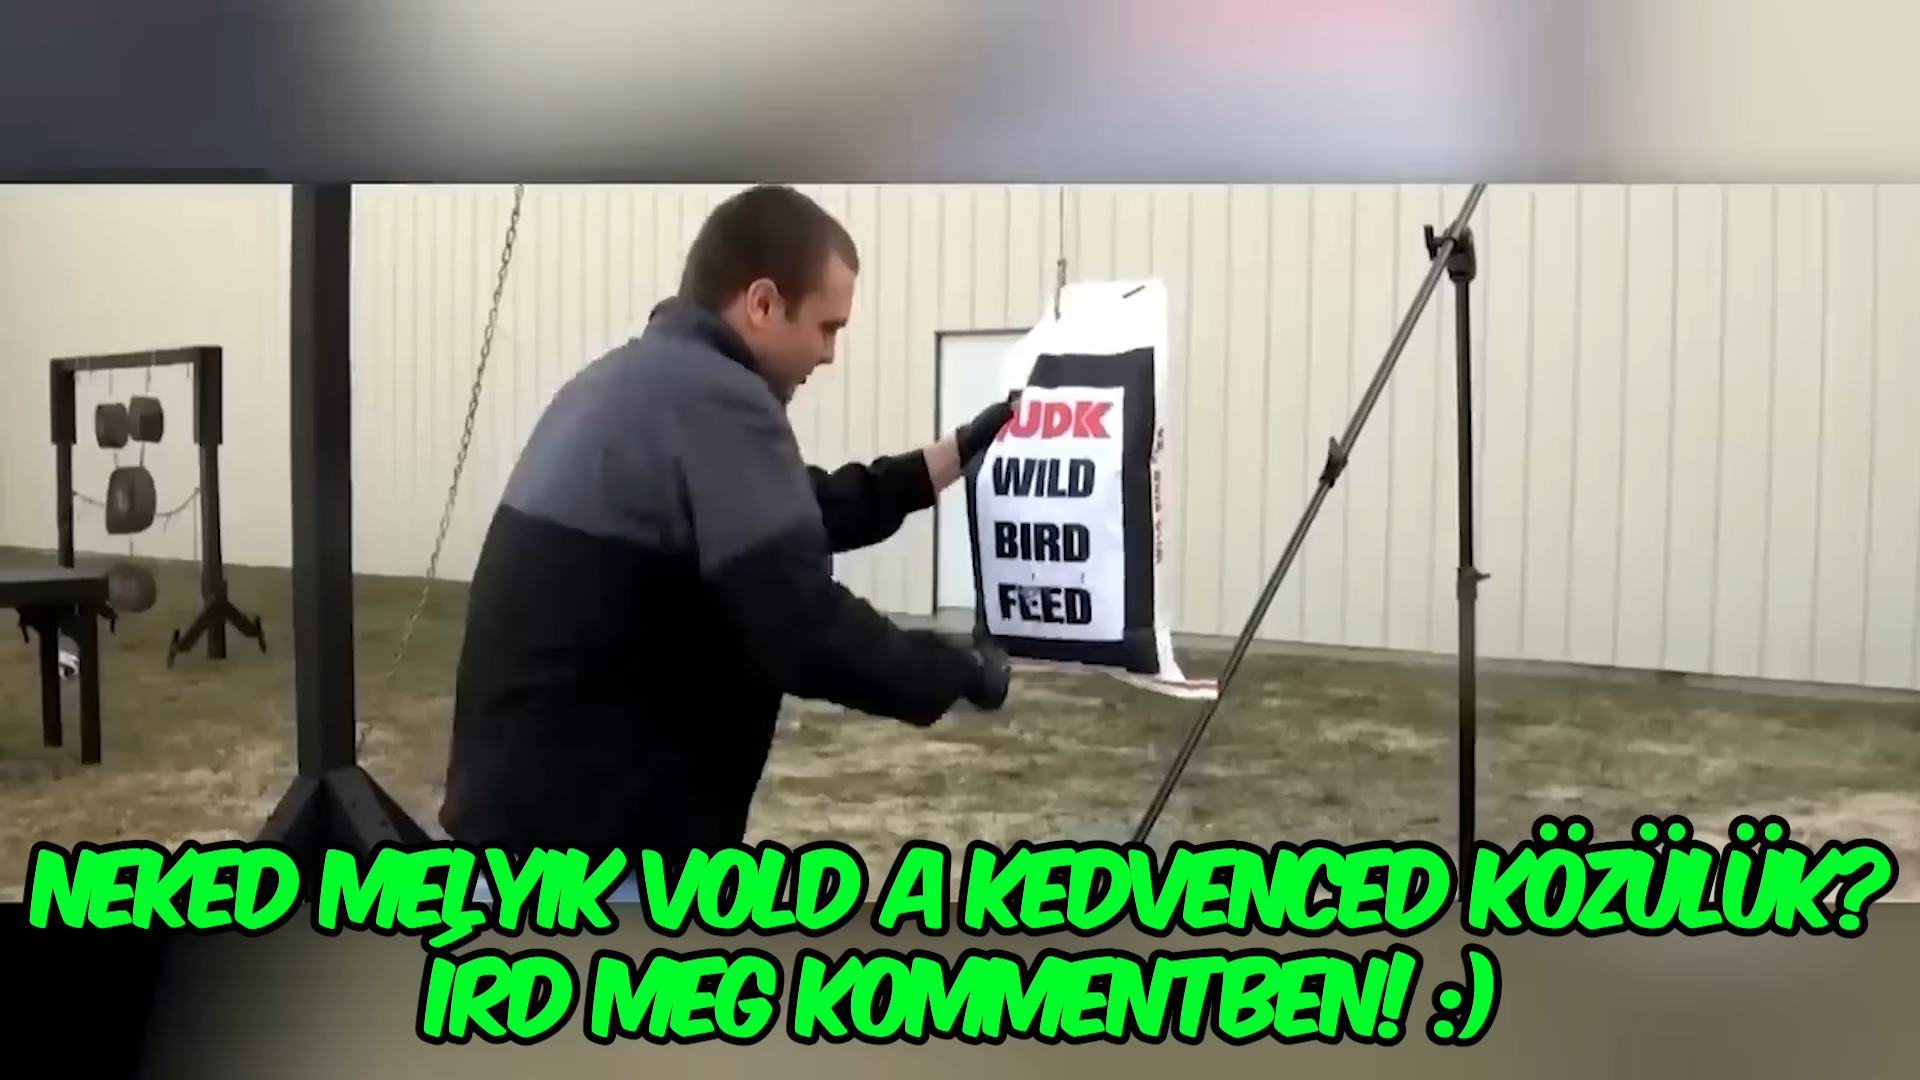 UDK
WILD
BIRD
FEED
NEKED MELYIK VOLD A KEDVENCED KÖZÜLÜK?
ÍRD MEG KOMMENTBEN! :)